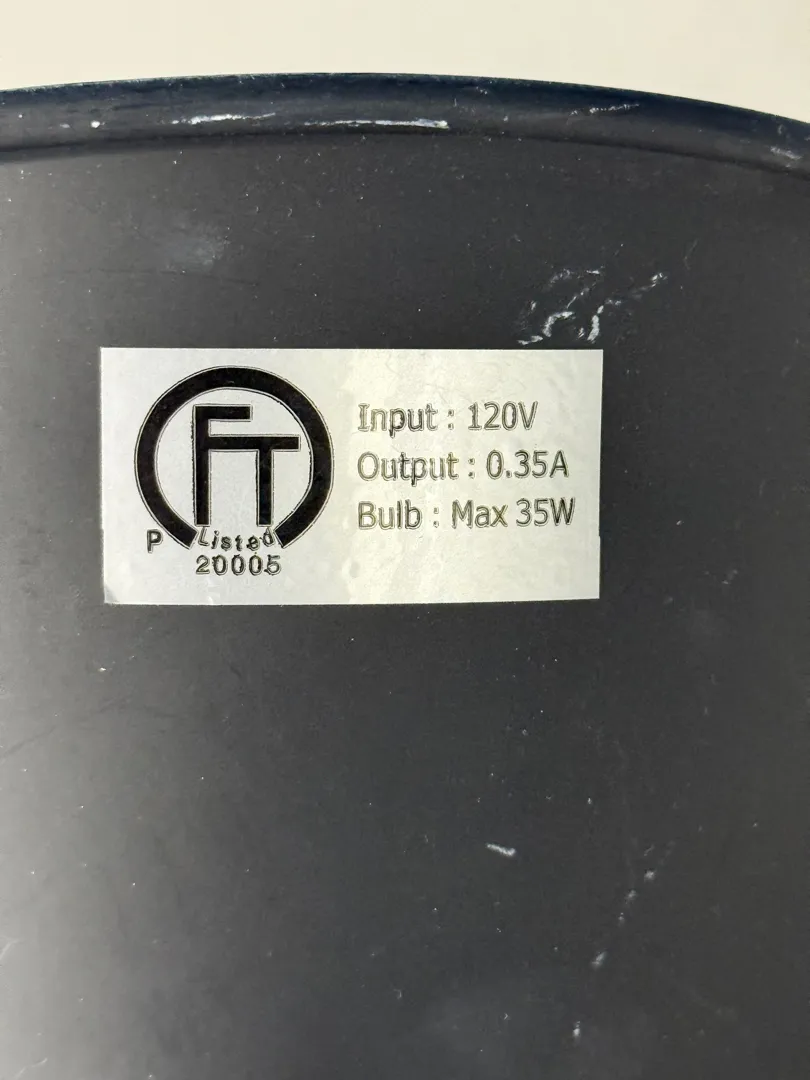 FT
P Listed
20005
Input : 120V
Output : 0.35A
Bulb : Max 35W